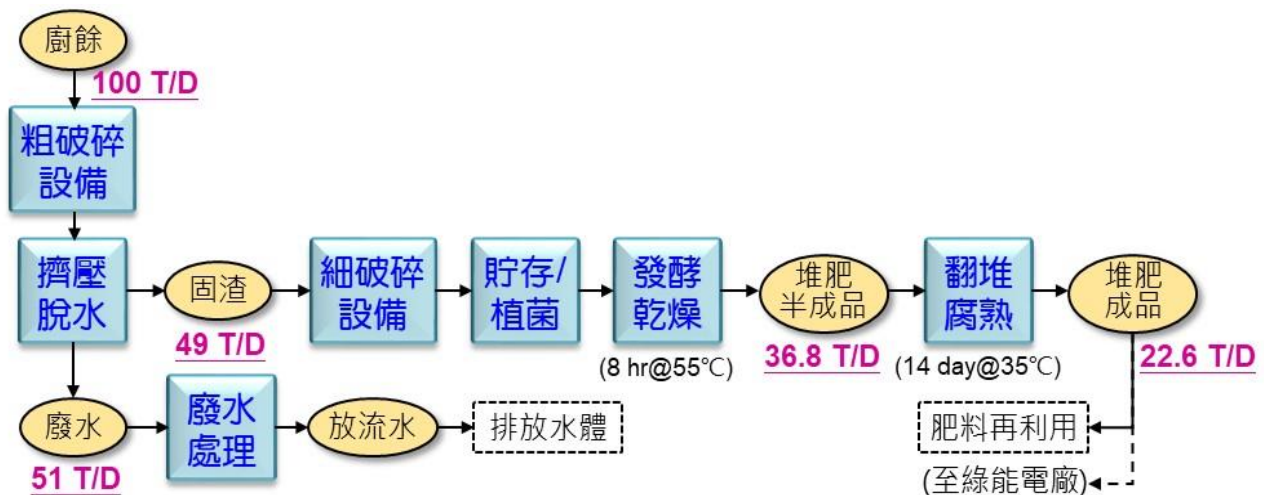 廚餘
100 T/D
粗破碎
設備
擠壓
脫水
固渣
49 T/D
細破碎
設備
貯存/
植菌
發酵
乾燥
(8 hr@55℃)
堆肥
半成品
36.8 T/D
翻堆
腐熟
(14 day@35℃)
堆肥
成品
22.6 T/D
廢水
51 T/D
廢水
處理
放流水
排放水體
肥料再利用
(至綠能電廠)